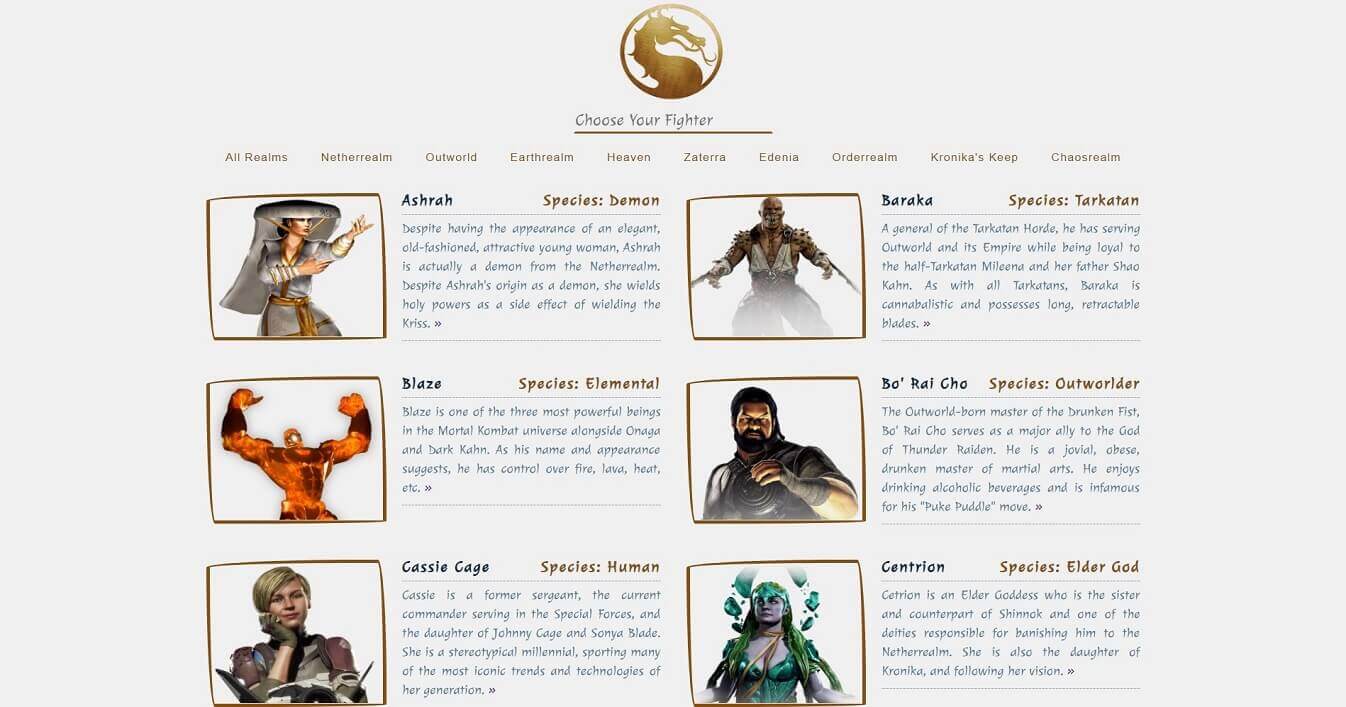 Choose Your Fighter
All Realms Netherrealm Outworld Earthrealm Heaven Zaterra Edenia Orderrealm Kronika's Keep Chaosrealm
Ashrah Species: Demon
Despite having the appearance of an elegant,
old-fashioned, attractive young woman, Ashrah
is actually a demon from the Netherrealm.
Despite Ashrah's origin as a demon, she wields
holy powers as a side effect of wielding the
Kriss. »
Baraka Species: Tarkatan
A general of the Tarkatan Horde, he has serving
Outworld and its Empire while being loyal to
the half-Tarkatan Mileena and her father Shao
Kahn. As with all Tarkatans, Baraka is
cannabalistic and possesses long, retractable
blades. »
Blaze Species: Elemental
Blaze is one of the three most powerful beings
in the Mortal Kombat universe alongside Onaga
and Dark Kahn. As his name and appearance
suggests, he has control over fire, lava, heat,
etc. »
Bo' Rai Cho Species: Outworlder
The Outworld-born master of the Drunken Fist,
Bo' Rai Cho serves as a major ally to the God
of Thunder Raiden. He is a jovial, obese,
drunken master of martial arts. He enjoys
drinking alcoholic beverages and is infamous
for his "Puke Puddle" move. »
Cassie Cage Species: Human
Cassie is a former sergeant, the current
commander serving in the Special Forces, and
the daughter of Johnny Cage and Sonya Blade.
She is a stereotypical millennial, sporting many
of the most iconic trends and technologies of
her generation. »
Centrion Species: Elder God
Cetrion is an Elder Goddess who is the sister
and counterpart of Shinnok and one of the
deities responsible for banishing him to the
Netherrealm. She is also the daughter of
Kronika, and following her vision. »